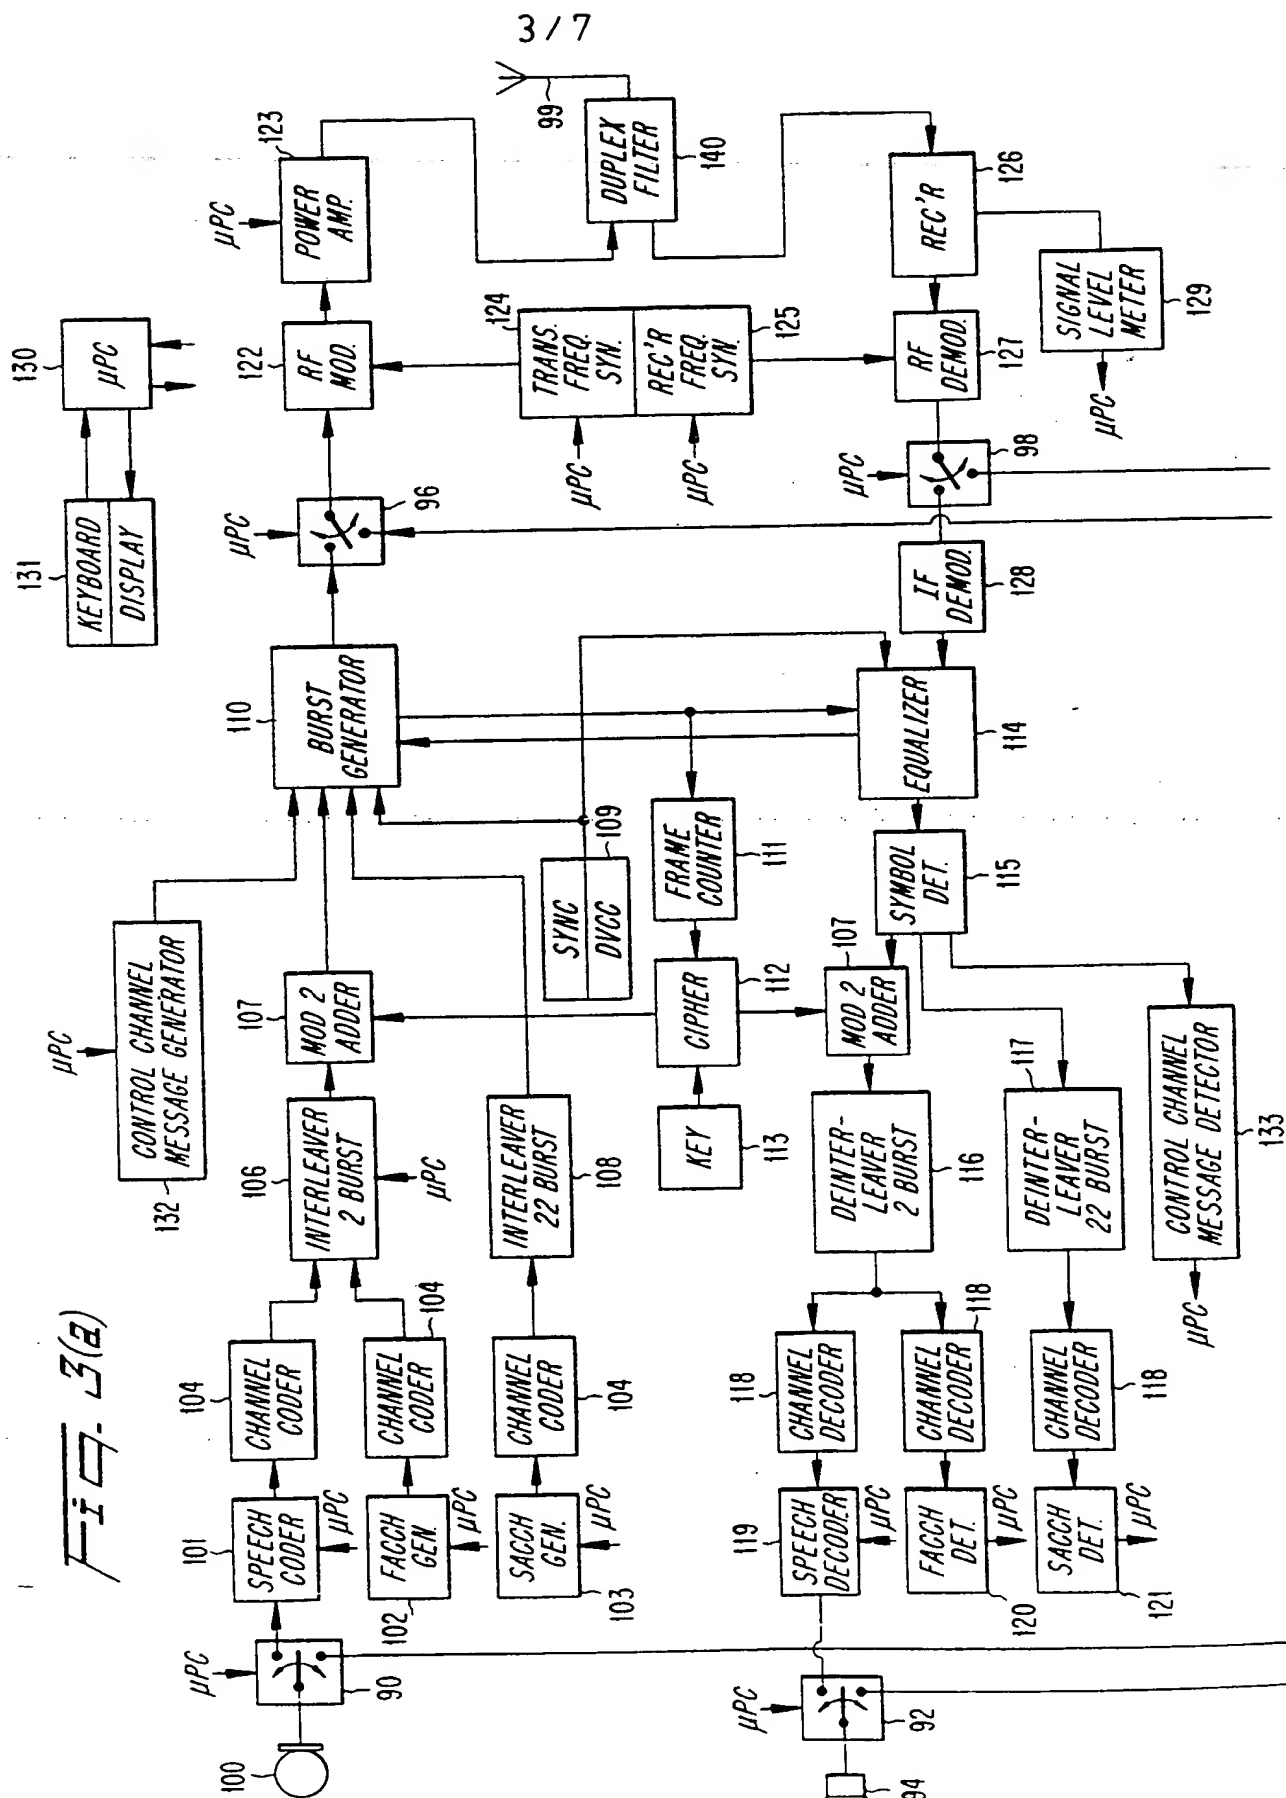 3/7
Fig. 3(a)
100
μPC
90
101
SPEECH
CODER
μPC
104
CHANNEL
CODER
102
FACCH
GEN.
μPC
CHANNEL
CODER
104
103
SACCH
GEN.
μPC
CHANNEL
CODER
104
μPC
CONTROL CHANNEL
MESSAGE GENERATOR
132
106
INTERLEAVER
2 BURST
μPC
INTERLEAVER
22 BURST
108
107
MOD 2
ADDER
110
BURST
GENERATOR
SYNC
DVCC
109
131
KEYBOARD
DISPLAY
130
μPC
μPC
96
122
RF
MOD.
μPC
123
POWER
AMP.
99
DUPLEX
FILTER
140
TRANS.
FREQ.
SYN.
124
REC'R
FREQ.
SYN.
125
μPC
μPC
REC'R
126
SIGNAL
LEVEL
METER
129
μPC
RF
DEMOD.
127
μPC
98
IF
DEMOD.
128
EQUALIZER
114
FRAME
COUNTER
111
CIPHER
112
KEY
113
SYMBOL
DET.
115
107
MOD 2
ADDER
DEINTER-
LEAVER
2 BURST
116
117
DEINTER-
LEAVER
22 BURST
CONTROL CHANNEL
MESSAGE DETECTOR
133
μPC
118
CHANNEL
DECODER
CHANNEL
DECODER
118
CHANNEL
DECODER
118
119
SPEECH
DECODER
μPC
FACCH
DET.
120
μPC
SACCH
DET.
121
μPC
μPC
92
94